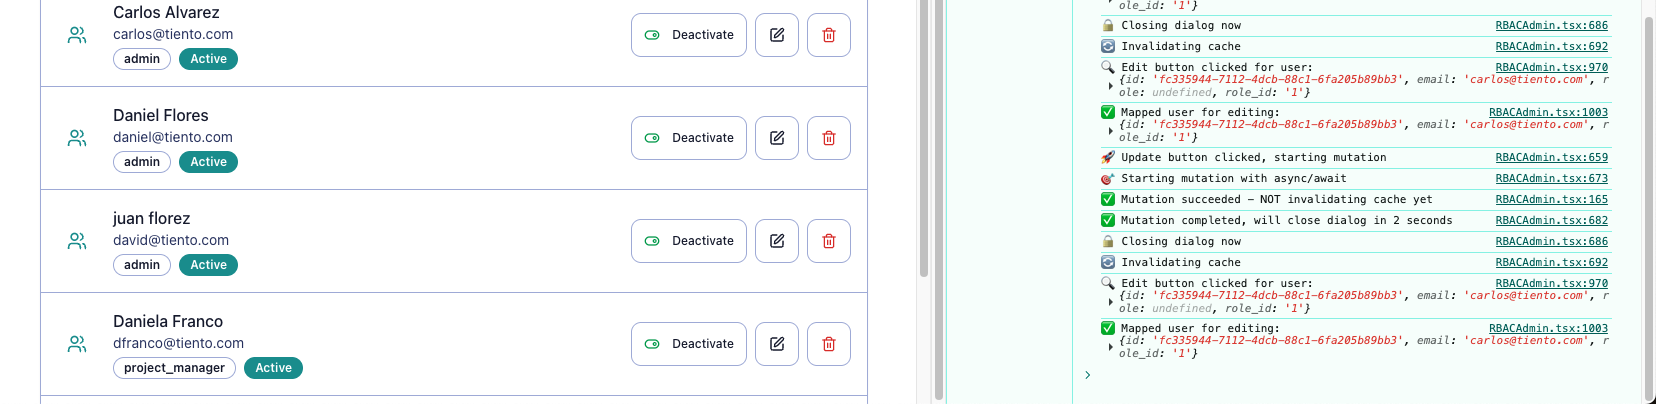 Carlos Alvarez
carlos@tiento.com
admin Active
Deactivate
Daniel Flores
daniel@tiento.com
admin Active
Deactivate
juan florez
david@tiento.com
admin Active
Deactivate
Daniela Franco
dfranco@tiento.com
project_manager Active
Deactivate
ole_id: '1'}
🔒 Closing dialog now RBACAdmin.tsx:686
🔄 Invalidating cache RBACAdmin.tsx:692
🔍 Edit button clicked for user: RBACAdmin.tsx:970
{id: 'fc335944-7112-4dcb-88c1-6fa205b89bb3', email: 'carlos@tiento.com', r
ole: undefined, role_id: '1'}
✅ Mapped user for editing: RBACAdmin.tsx:1003
{id: 'fc335944-7112-4dcb-88c1-6fa205b89bb3', email: 'carlos@tiento.com', r
ole_id: '1'}
🚀 Update button clicked, starting mutation RBACAdmin.tsx:659
🎯 Starting mutation with async/await RBACAdmin.tsx:673
✅ Mutation succeeded – NOT invalidating cache yet RBACAdmin.tsx:165
✅ Mutation completed, will close dialog in 2 seconds RBACAdmin.tsx:682
🔒 Closing dialog now RBACAdmin.tsx:686
🔄 Invalidating cache RBACAdmin.tsx:692
🔍 Edit button clicked for user: RBACAdmin.tsx:970
{id: 'fc335944-7112-4dcb-88c1-6fa205b89bb3', email: 'carlos@tiento.com', r
ole: undefined, role_id: '1'}
✅ Mapped user for editing: RBACAdmin.tsx:1003
{id: 'fc335944-7112-4dcb-88c1-6fa205b89bb3', email: 'carlos@tiento.com', r
ole_id: '1'}